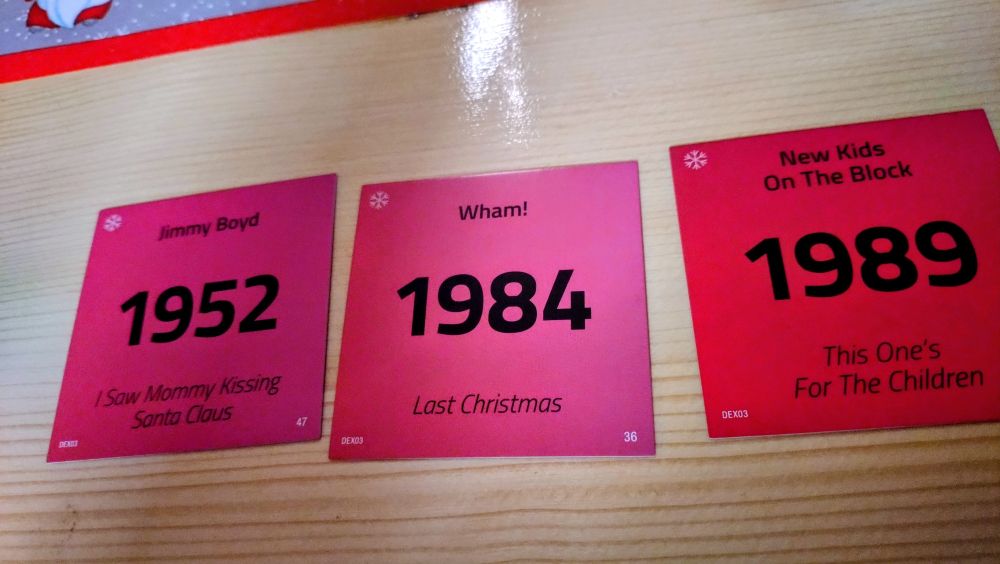 Jimmy Boyd
1952
I Saw Mommy Kissing
Santa Claus
DEX03
47
Wham!
1984
Last Christmas
DEX03
36
New Kids
On The Block
1989
This One's
For The Children
DEX03